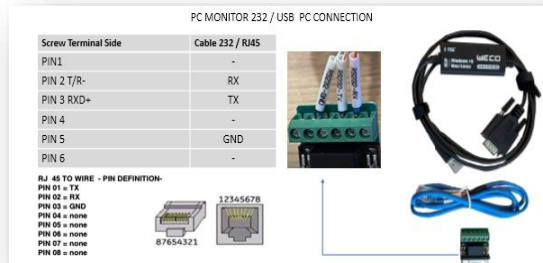 PC MONITOR 232 / USB PC CONNECTION
Screw Terminal Side Cable 232 / RJ45
PIN1 -
PIN 2 T/R- RX
PIN 3 RXD+ TX
PIN 4 -
PIN 5 GND
PIN 6 -
RJ 45 TO WIRE - PIN DEFINITION-
PIN 01 = TX
PIN 02 = RX
PIN 03 = GND
PIN 04 = none
PIN 05 = none
PIN 06 = none
PIN 07 = none
PIN 08 = none
12345678
87654321
WECO